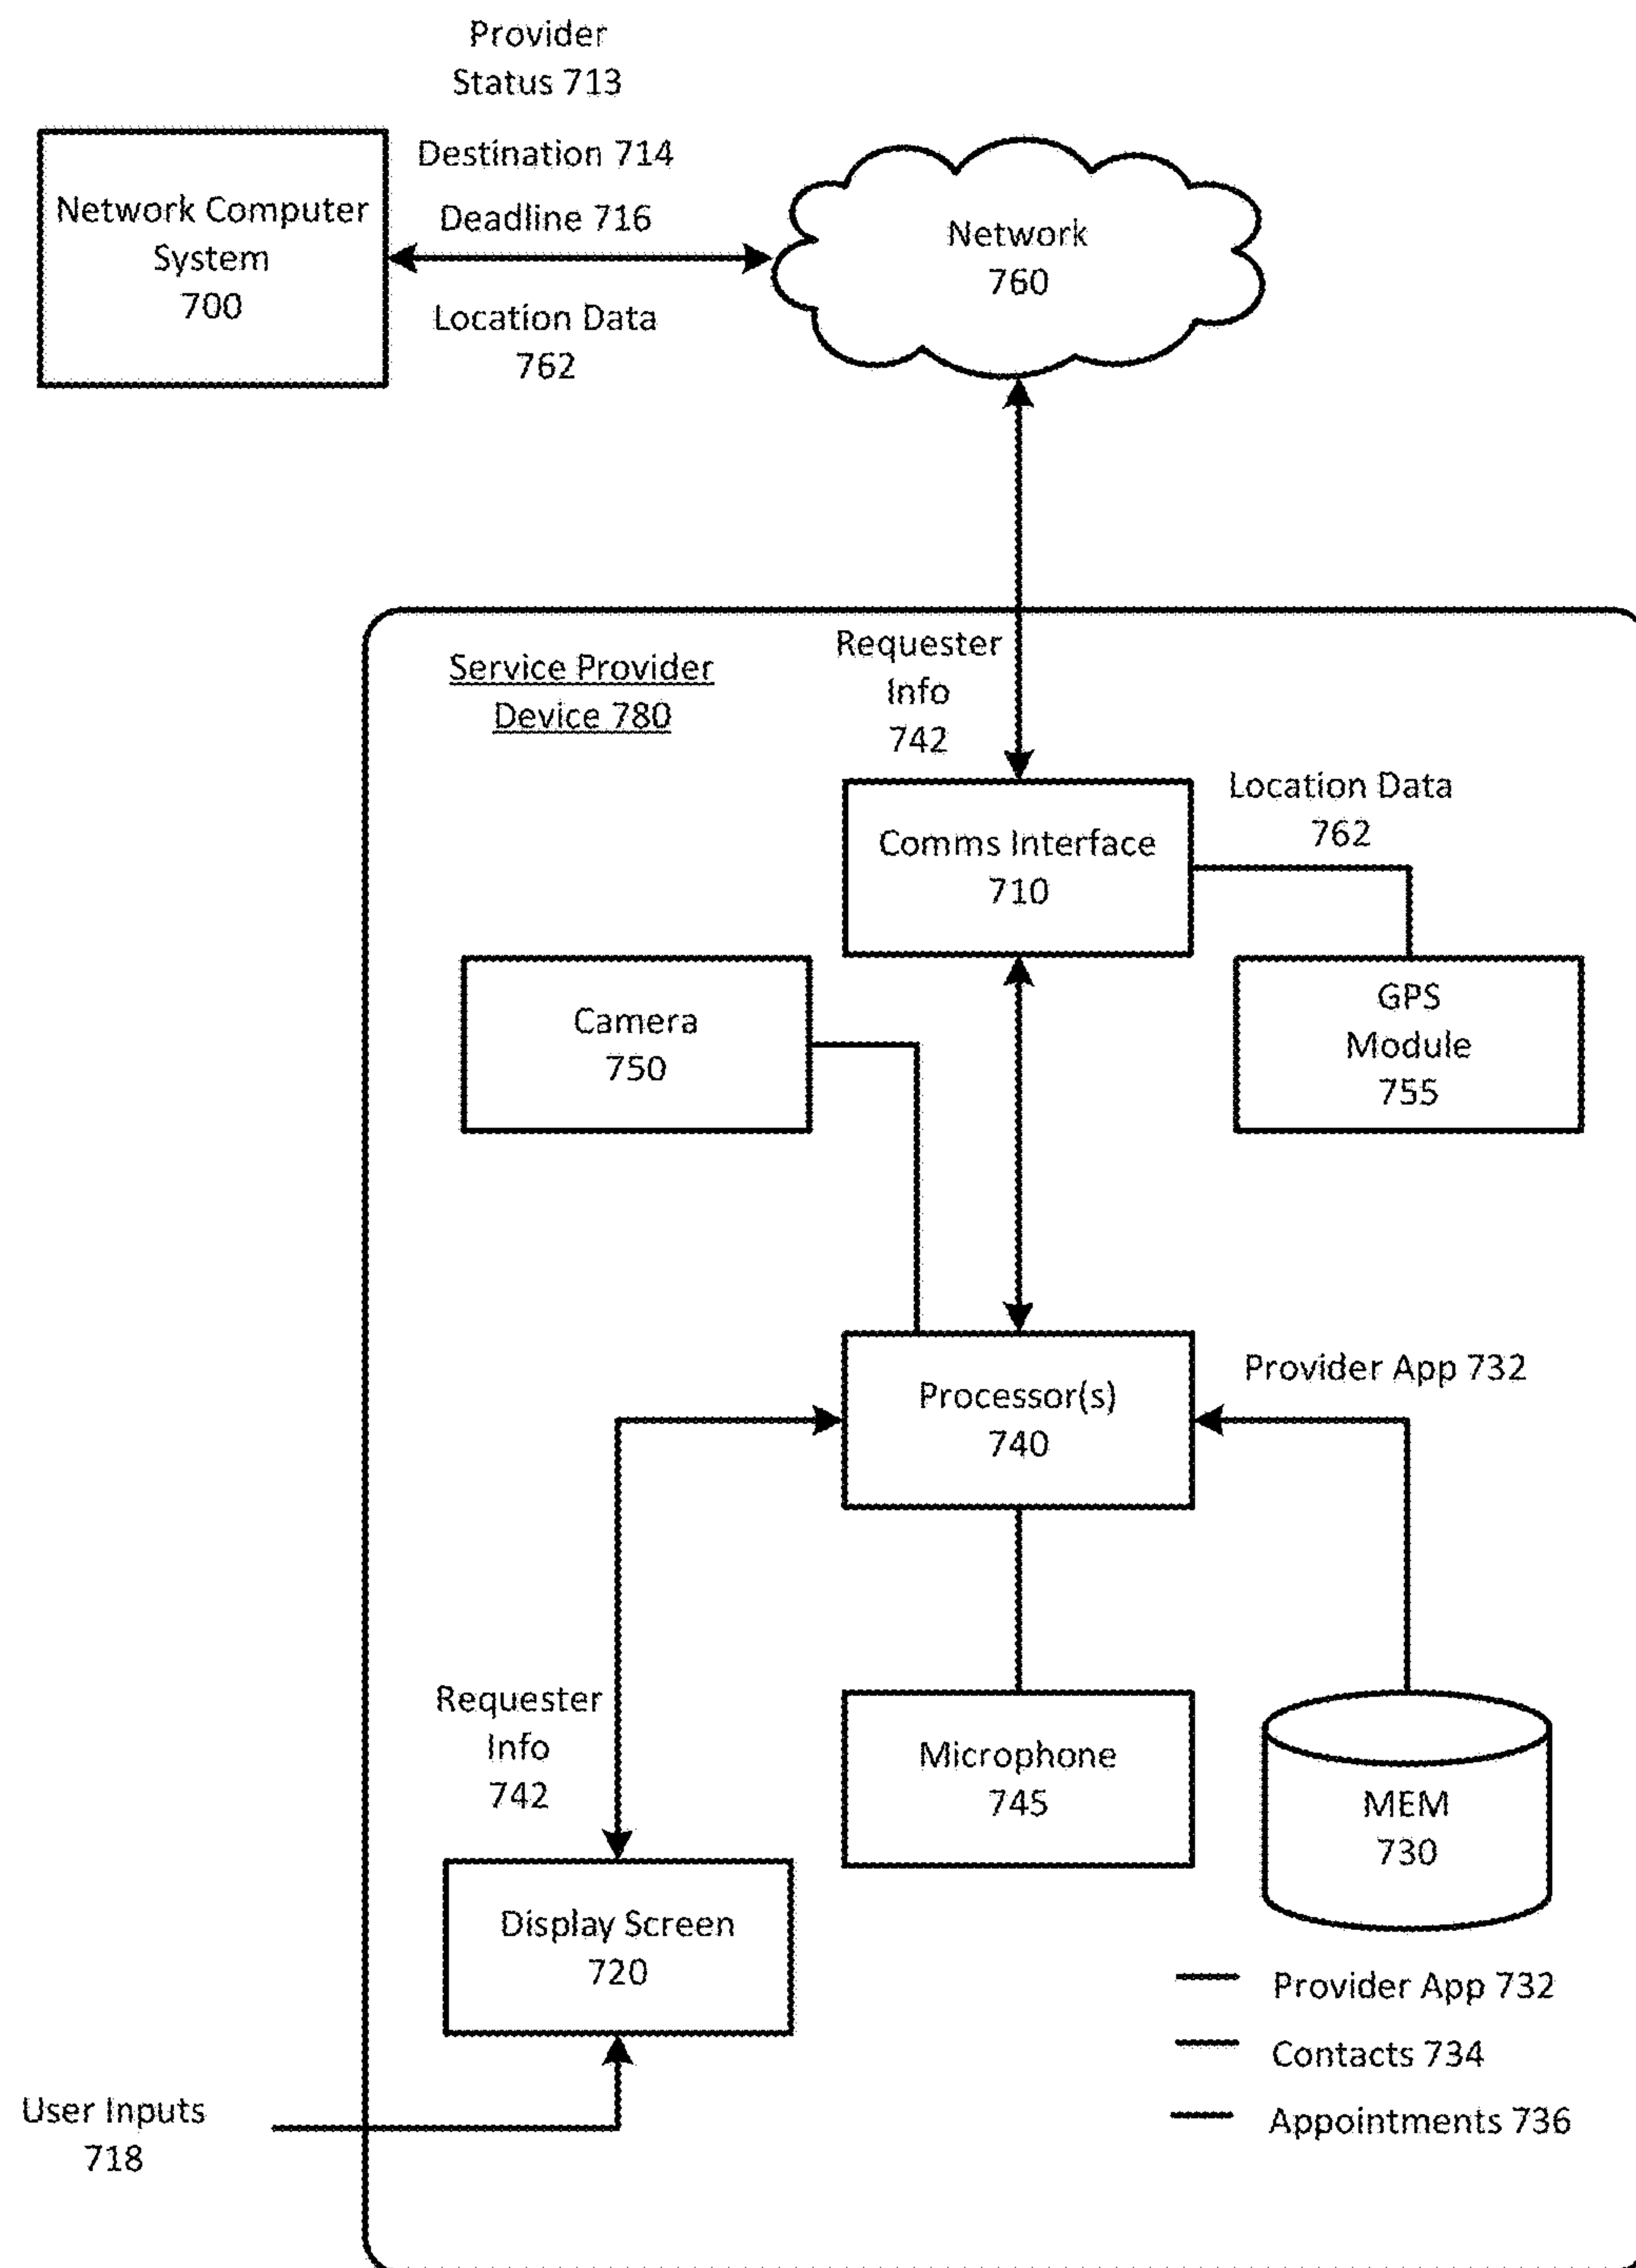 Provider
Status 713
Destination 714
Deadline 716
Network Computer
System
700
Location Data
762
Network
760
Service Provider
Device 780
Requester
Info
742
Comms Interface
710
Location Data
762
Camera
750
GPS
Module
755
Processor(s)
740
Provider App 732
Requester
Info
742
Microphone
745
MEM
730
Display Screen
720
Provider App 732
Contacts 734
Appointments 736
User Inputs
718